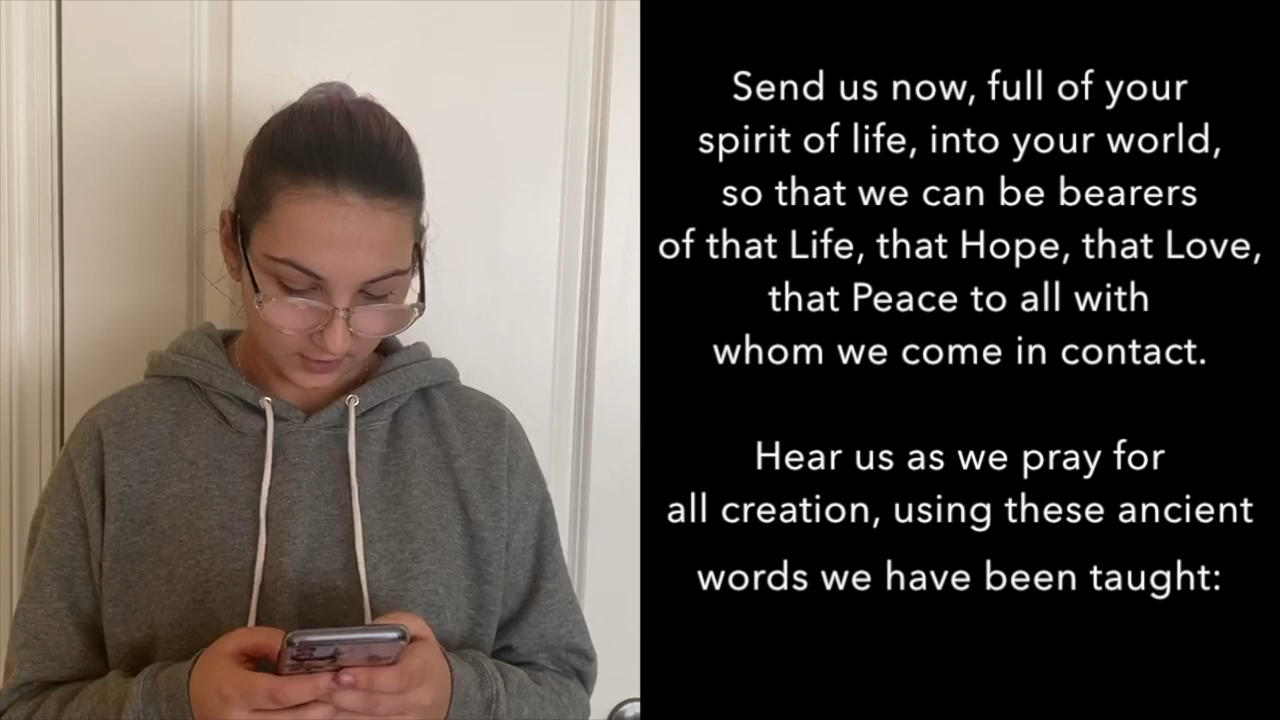 Send us now, full of your
spirit of life, into your world,
so that we can be bearers
of that Life, that Hope, that Love,
that Peace to all with
whom we come in contact.
Hear us as we pray for
all creation, using these ancient
words we have been taught: